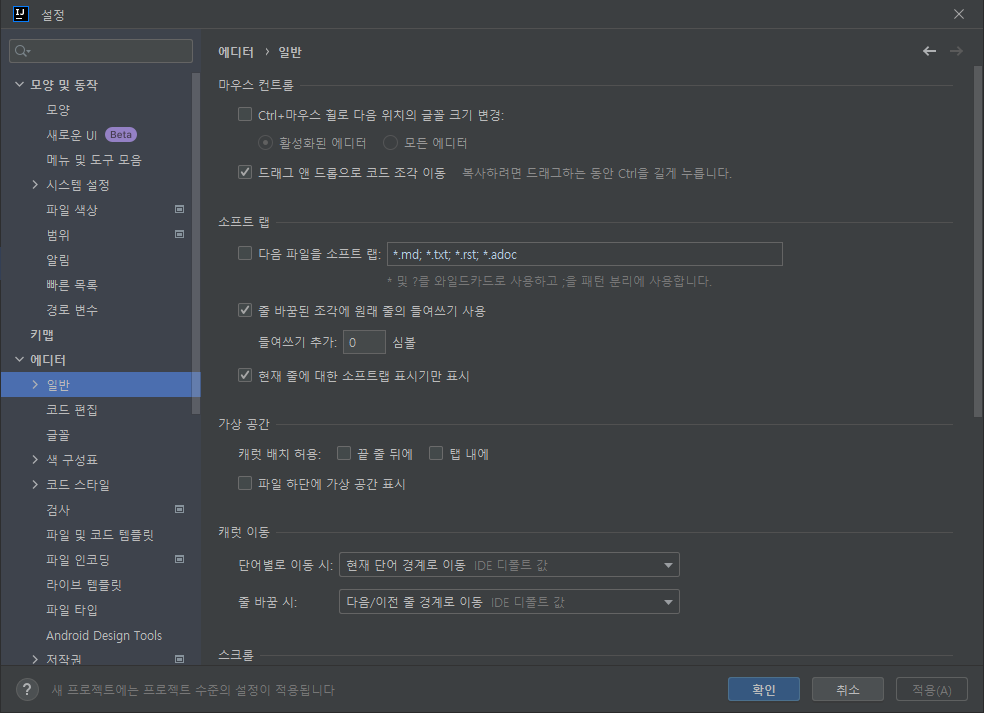 IJ 설정
모양 및 동작
모양
새로운 UI Beta
메뉴 및 도구 모음
시스템 설정
파일 색상
범위
알림
빠른 목록
경로 변수
키맵
에디터
일반
코드 편집
글꼴
색 구성표
코드 스타일
검사
파일 및 코드 템플릿
파일 인코딩
라이브 템플릿
파일 타입
Android Design Tools
저작권
에디터 › 일반
마우스 컨트롤
Ctrl+마우스 휠로 다음 위치의 글꼴 크기 변경:
활성화된 에디터 모든 에디터
드래그 앤 드롭으로 코드 조각 이동 복사하려면 드래그하는 동안 Ctrl을 길게 누릅니다.
소프트 랩
다음 파일을 소프트 랩: *.md; *.txt; *.rst; *.adoc
* 및 ?를 와일드카드로 사용하고 ;을 패턴 분리에 사용합니다.
줄 바꿈된 조각에 원래 줄의 들여쓰기 사용
들여쓰기 추가: 0 심볼
현재 줄에 대한 소프트랩 표시기만 표시
가상 공간
캐럿 배치 허용: 끝 줄 뒤에 탭 내에
파일 하단에 가상 공간 표시
캐럿 이동
단어별로 이동 시: 현재 단어 경계로 이동 IDE 디폴트 값
줄 바꿈 시: 다음/이전 줄 경계로 이동 IDE 디폴트 값
스크롤
? 새 프로젝트에는 프로젝트 수준의 설정이 적용됩니다
확인 취소 적용(A)